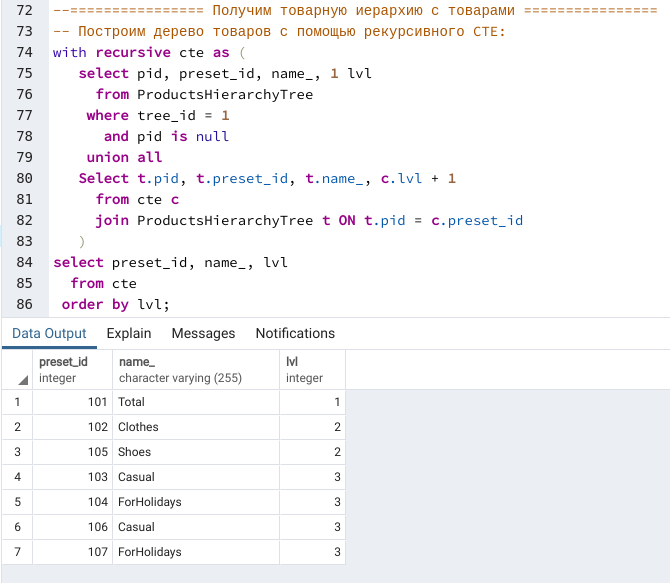 72 --================ Получим товарную иерархию с товарами ================
73 -- Построим дерево товаров с помощью рекурсивного CTE:
74 with recursive cte as (
75 select pid, preset_id, name_, 1 lvl
76 from ProductsHierarchyTree
77 where tree_id = 1
78 and pid is null
79 union all
80 Select t.pid, t.preset_id, t.name_, c.lvl + 1
81 from cte c
82 join ProductsHierarchyTree t ON t.pid = c.preset_id
83 )
84 select preset_id, name_, lvl
85 from cte
86 order by lvl;
Data Output Explain Messages Notifications
preset_id name_ lvl
integer character varying (255) integer
1 101 Total 1
2 102 Clothes 2
3 105 Shoes 2
4 103 Casual 3
5 104 ForHolidays 3
6 106 Casual 3
7 107 ForHolidays 3